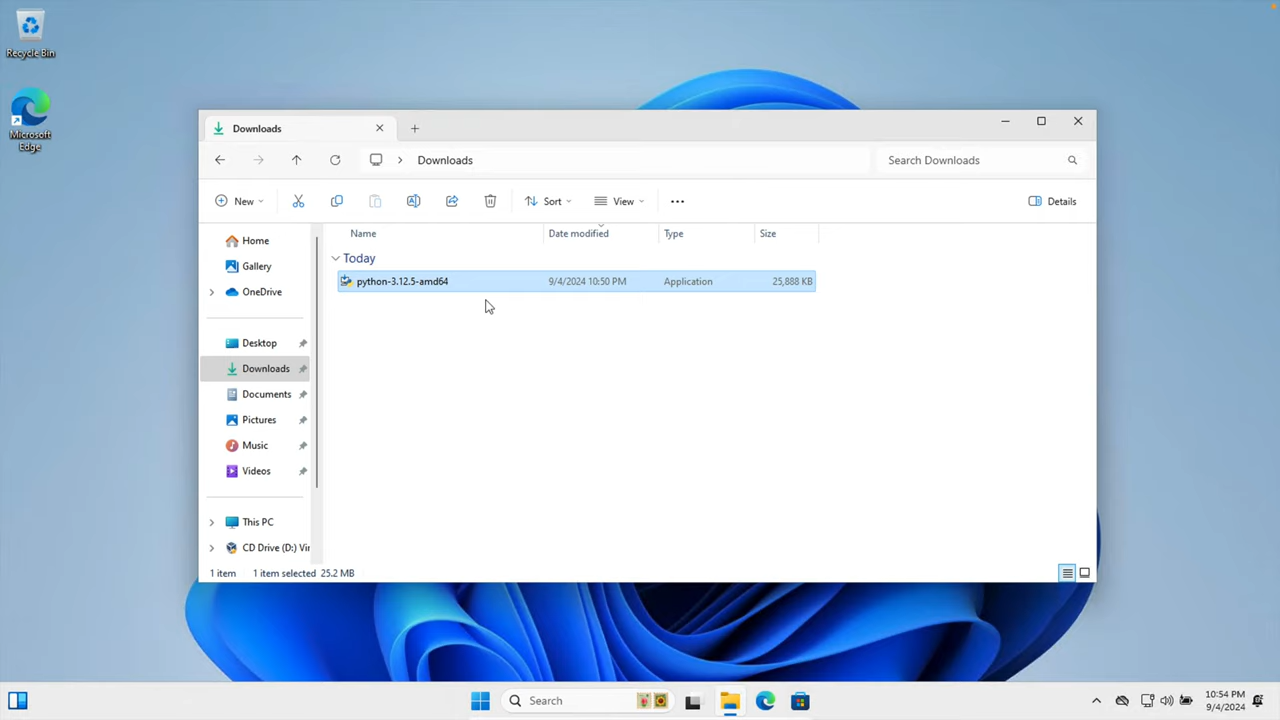 Recycle Bin
Microsoft
Edge
Downloads
Downloads
Search Downloads
New
Sort
View
Details
Name
Date modified
Type
Size
Home
Gallery
OneDrive
Desktop
Downloads
Documents
Pictures
Music
Videos
This PC
CD Drive (D:) Vir
Today
python-3.12.5-amd64 9/4/2024 10:50 PM Application 25,888 KB
1 item 1 item selected 25.2 MB
Search
10:54 PM
9/4/2024